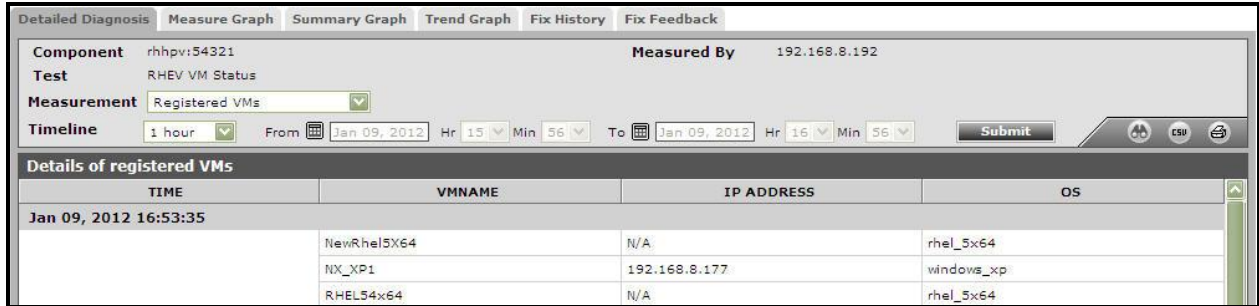 Detailed Diagnosis Measure Graph Summary Graph Trend Graph Fix History Fix Feedback
Component rhhpv:54321 Measured By 192.168.8.192
Test RHEV VM Status
Measurement Registered VMs
Timeline 1 hour From Jan 09, 2012 Hr 15 Min 56 To Jan 09, 2012 Hr 16 Min 56 Submit CSV
Details of registered VMs
TIME VMNAME IP ADDRESS OS
Jan 09, 2012 16:53:35
NewRhel5X64 N/A rhel_5x64
NX_XP1 192.168.8.177 windows_xp
RHEL54x64 N/A rhel_5x64